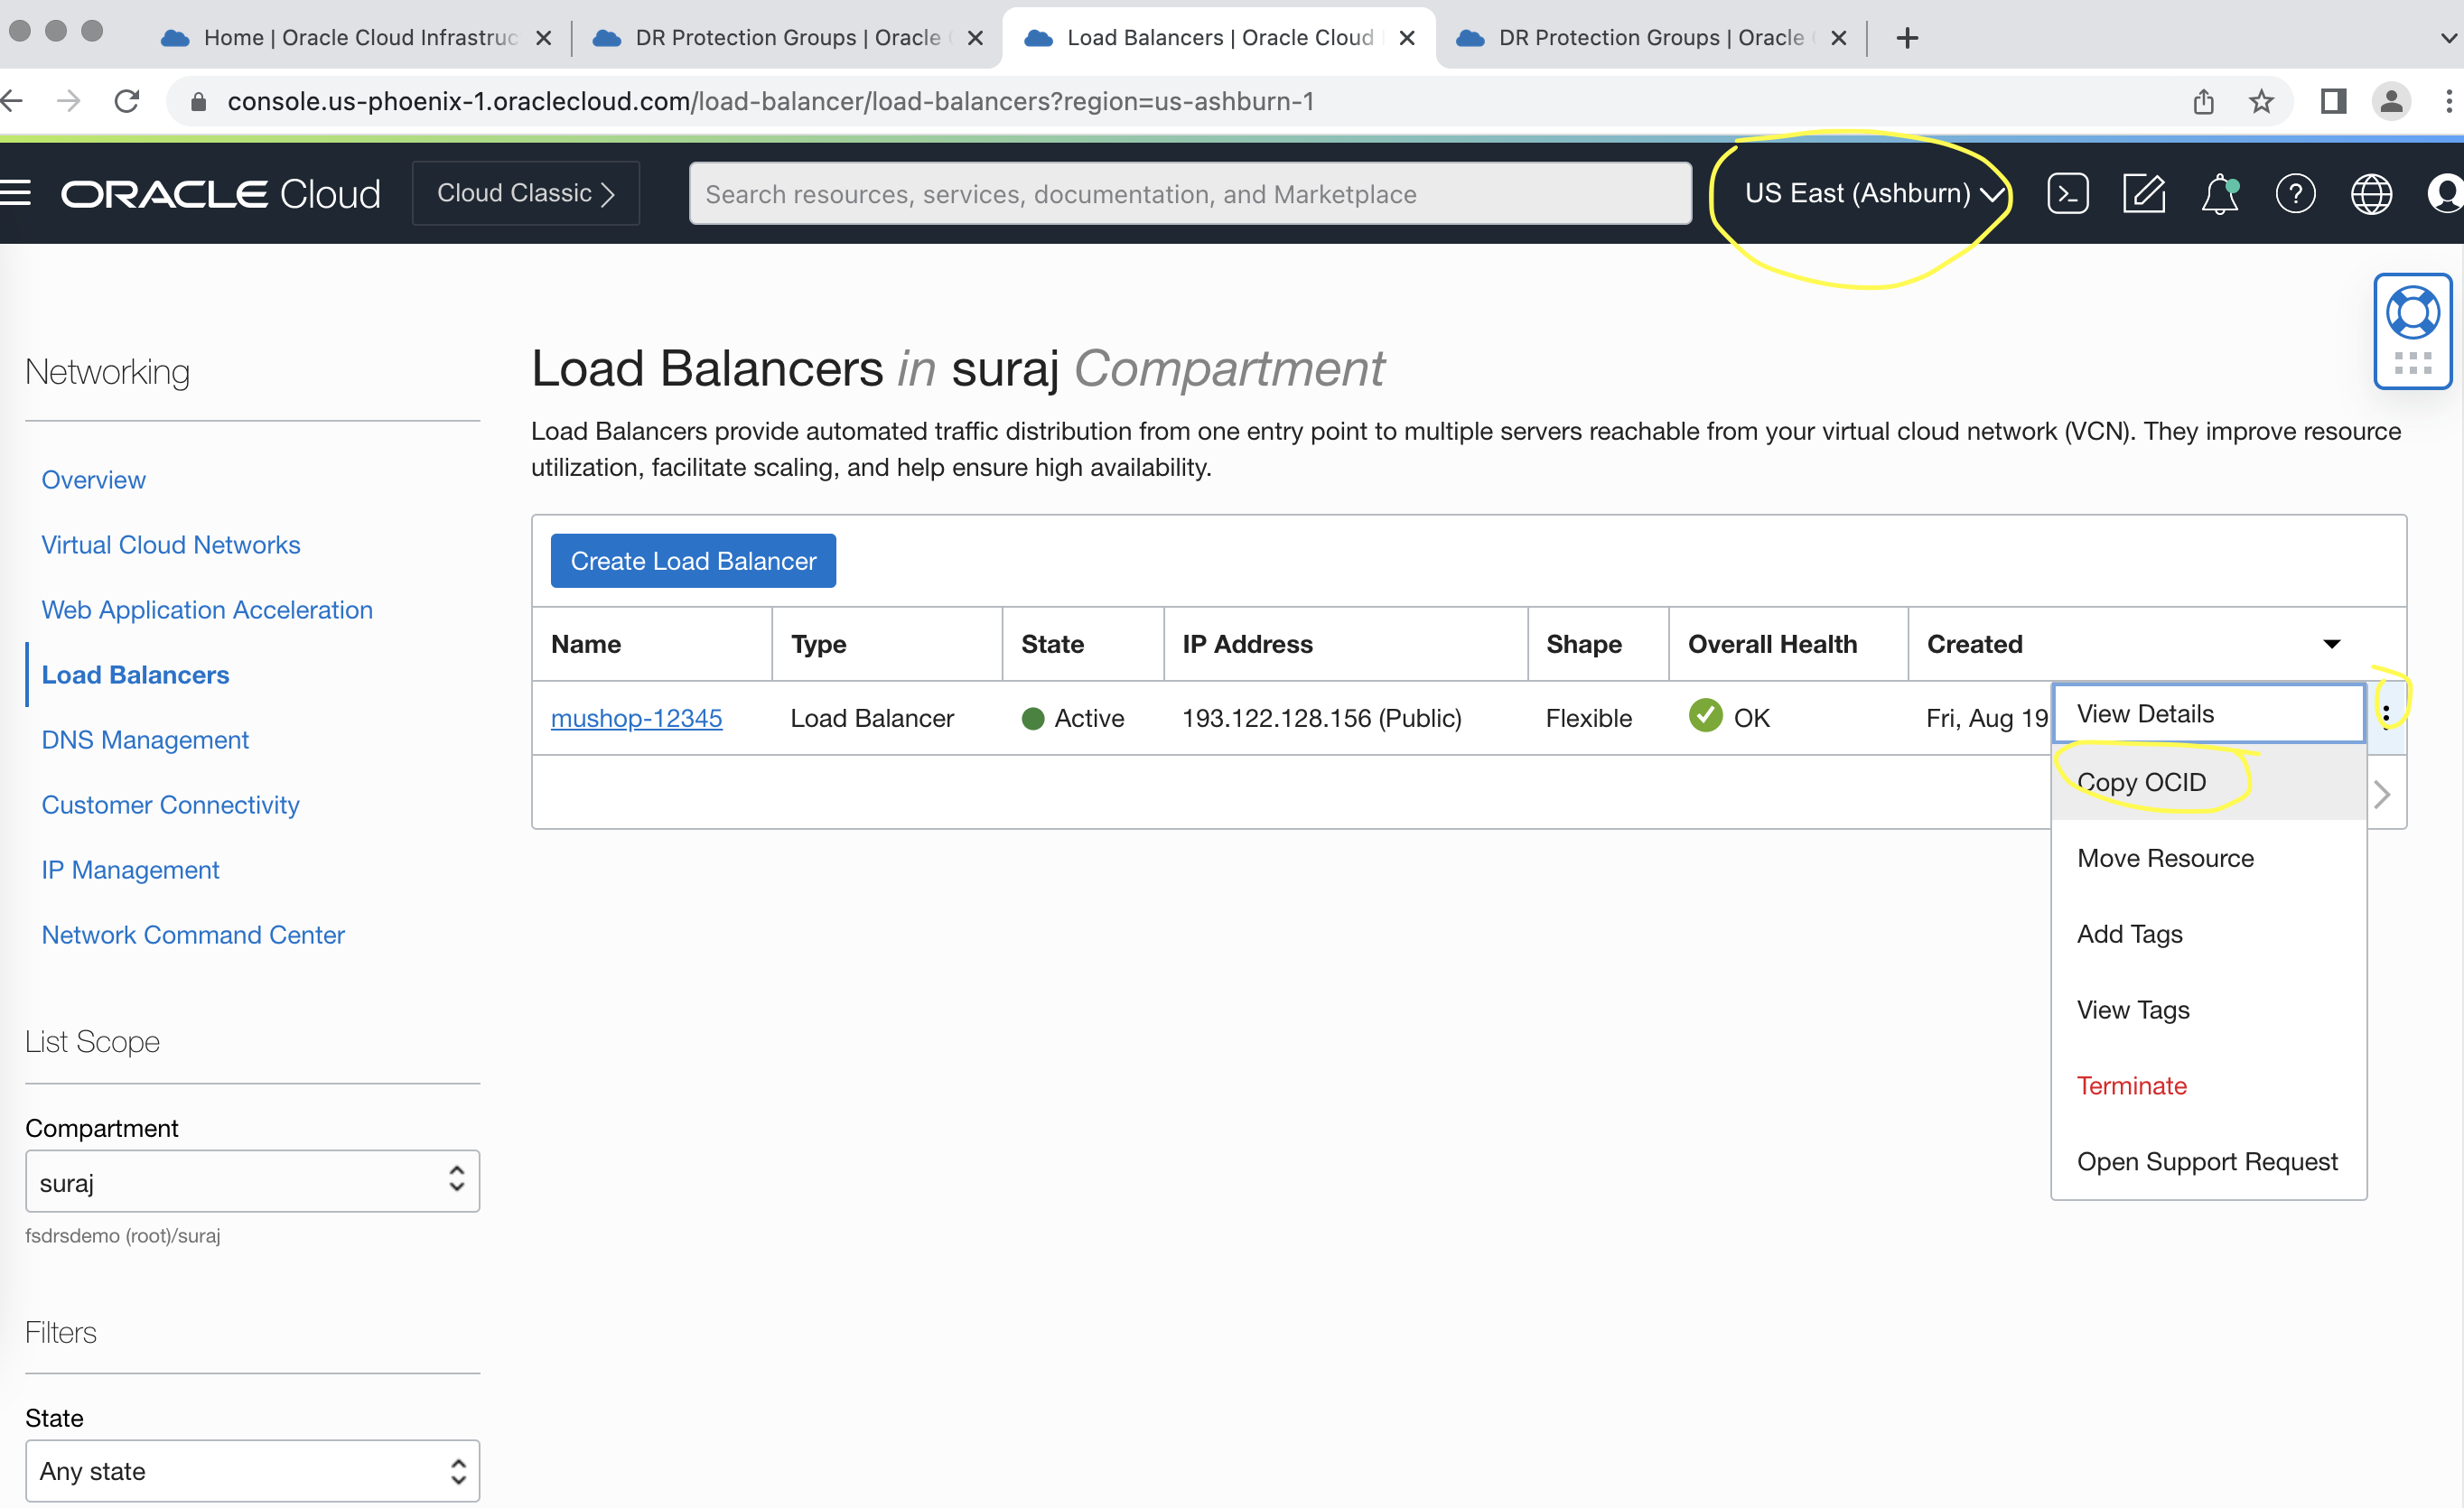 Home | Oracle Cloud Infrastruc
DR Protection Groups | Oracle
Load Balancers | Oracle Cloud
DR Protection Groups | Oracle
console.us-phoenix-1.oraclecloud.com/load-balancer/load-balancers?region=us-ashburn-1
ORACLE Cloud
Cloud Classic
Search resources, services, documentation, and Marketplace
US East (Ashburn)
Networking
Overview
Virtual Cloud Networks
Web Application Acceleration
Load Balancers
DNS Management
Customer Connectivity
IP Management
Network Command Center
List Scope
Compartment
suraj
fsdrsdemo (root)/suraj
Filters
State
Any state
Load Balancers in suraj Compartment
Load Balancers provide automated traffic distribution from one entry point to multiple servers reachable from your virtual cloud network (VCN). They improve resource
utilization, facilitate scaling, and help ensure high availability.
Create Load Balancer
Name Type State IP Address Shape Overall Health Created
mushop-12345 Load Balancer Active 193.122.128.156 (Public) Flexible OK Fri, Aug 19
View Details
Copy OCID
Move Resource
Add Tags
View Tags
Terminate
Open Support Request